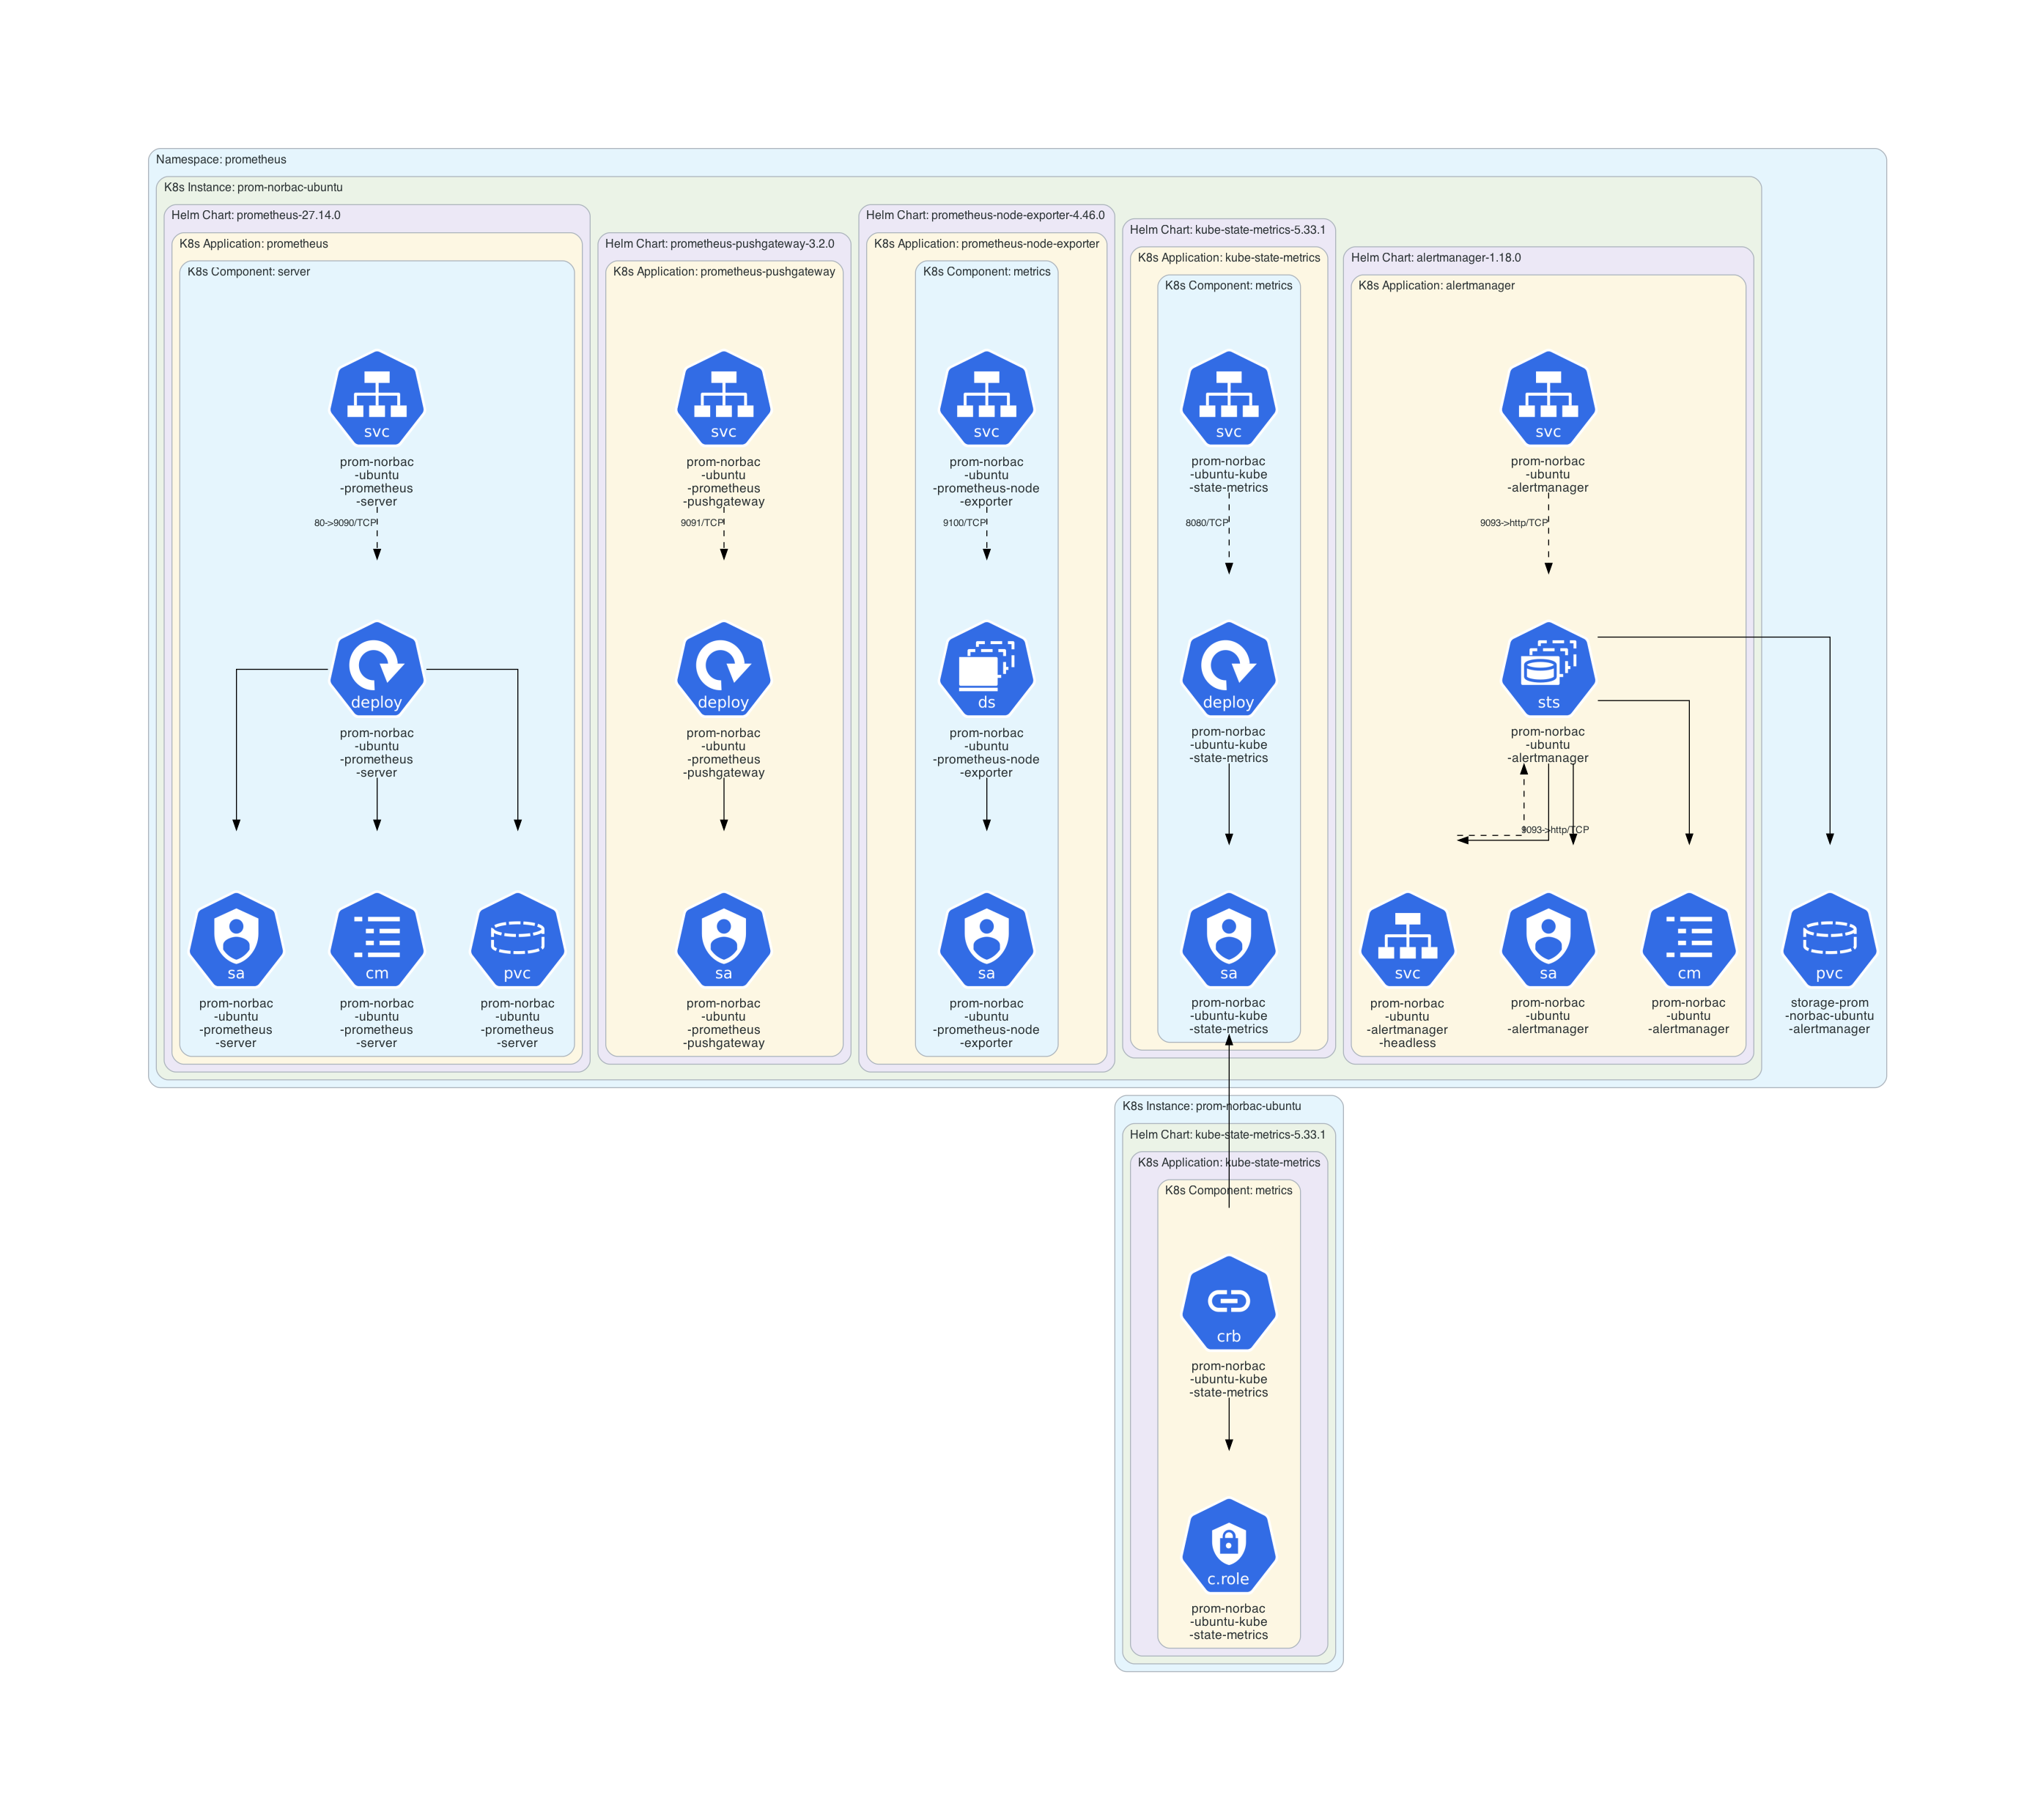 Namespace: prometheus
K8s Instance: prom-norbac-ubuntu
Helm Chart: prometheus-27.14.0
K8s Application: prometheus
K8s Component: server
svc
prom-norbac
-ubuntu
-prometheus
-server
80->9090/TCP
deploy
prom-norbac
-ubuntu
-prometheus
-server
sa
prom-norbac
-ubuntu
-prometheus
-server
cm
prom-norbac
-ubuntu
-prometheus
-server
pvc
prom-norbac
-ubuntu
-prometheus
-server
Helm Chart: prometheus-pushgateway-3.2.0
K8s Application: prometheus-pushgateway
svc
prom-norbac
-ubuntu
-prometheus
-pushgateway
9091/TCP
deploy
prom-norbac
-ubuntu
-prometheus
-pushgateway
sa
prom-norbac
-ubuntu
-prometheus
-pushgateway
Helm Chart: prometheus-node-exporter-4.46.0
K8s Application: prometheus-node-exporter
K8s Component: metrics
svc
prom-norbac
-ubuntu
-prometheus-node
-exporter
9100/TCP
ds
prom-norbac
-ubuntu
-prometheus-node
-exporter
sa
prom-norbac
-ubuntu
-prometheus-node
-exporter
Helm Chart: kube-state-metrics-5.33.1
K8s Application: kube-state-metrics
K8s Component: metrics
svc
prom-norbac
-ubuntu-kube
-state-metrics
8080/TCP
deploy
prom-norbac
-ubuntu-kube
-state-metrics
sa
prom-norbac
-ubuntu-kube
-state-metrics
Helm Chart: alertmanager-1.18.0
K8s Application: alertmanager
svc
prom-norbac
-ubuntu
-alertmanager
9093->http/TCP
sts
prom-norbac
-ubuntu
-alertmanager
9093->http/TCP
svc
prom-norbac
-ubuntu
-alertmanager
-headless
sa
prom-norbac
-ubuntu
-alertmanager
cm
prom-norbac
-ubuntu
-alertmanager
pvc
storage-prom
-norbac-ubuntu
-alertmanager
K8s Instance: prom-norbac-ubuntu
Helm Chart: kube-state-metrics-5.33.1
K8s Application: kube-state-metrics
K8s Component: metrics
crb
prom-norbac
-ubuntu-kube
-state-metrics
c.role
prom-norbac
-ubuntu-kube
-state-metrics